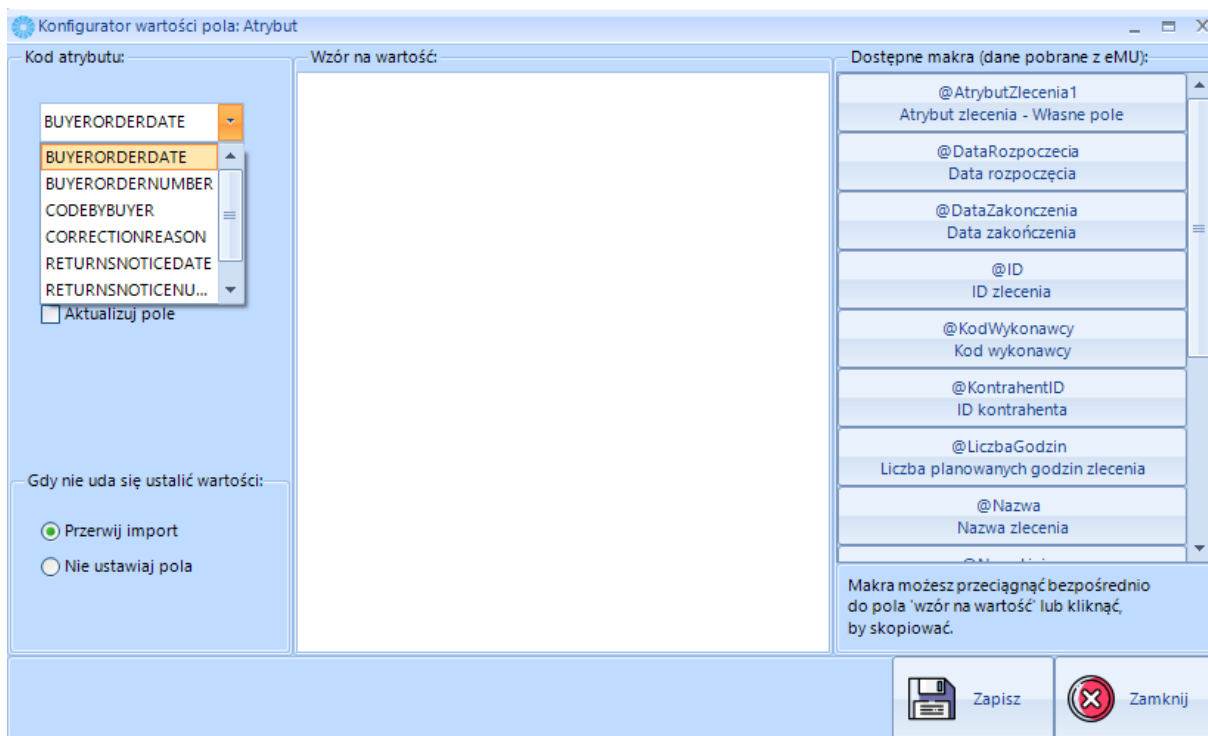 Konfigurator wartości pola: Atrybut
Kod atrybutu:
BUYERORDERDATE
BUYERORDERDATE
BUYERORDERNUMBER
CODEBYBUYER
CORRECTIONREASON
RETURNSNOTICEDATE
RETURNSNOTICENU...
Aktualizuj pole
Gdy nie uda się ustalić wartości:
Przerwij import
Nie ustawiaj pola
Wzór na wartość:
Dostępne makra (dane pobrane z eMU):
@AtrybutZlecenia1
Atrybut zlecenia - Własne pole
@DataRozpoczecia
Data rozpoczęcia
@DataZakonczenia
Data zakończenia
@ID
ID zlecenia
@KodWykonawcy
Kod wykonawcy
@KontrahentID
ID kontrahenta
@LiczbaGodzin
Liczba planowanych godzin zlecenia
@Nazwa
Nazwa zlecenia
Makra możesz przeciągnąć bezpośrednio
do pola 'wzór na wartość' lub kliknąć,
by skopiować.
Zapisz
Zamknij